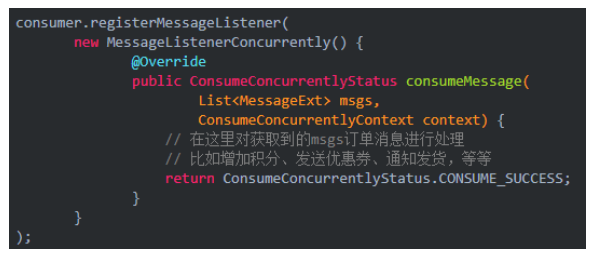 consumer.registerMessageListener(
new MessageListenerConcurrently() {
@Override
public ConsumeConcurrentlyStatus consumeMessage(
List<MessageExt> msgs,
ConsumeConcurrentlyContext context) {
// 在这里对获取到的msgs订单消息进行处理
// 比如增加积分、发送优惠券、通知发货，等等
return ConsumeConcurrentlyStatus.CONSUME_SUCCESS;
}
}
);